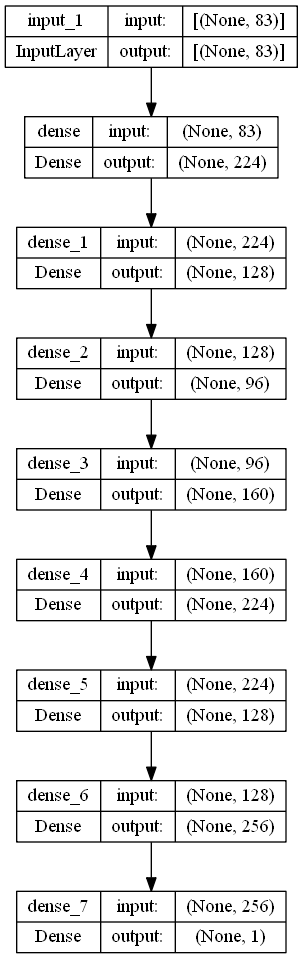 input_1 input: [(None, 83)]
InputLayer output: [(None, 83)]
dense input: (None, 83)
Dense output: (None, 224)
dense_1 input: (None, 224)
Dense output: (None, 128)
dense_2 input: (None, 128)
Dense output: (None, 96)
dense_3 input: (None, 96)
Dense output: (None, 160)
dense_4 input: (None, 160)
Dense output: (None, 224)
dense_5 input: (None, 224)
Dense output: (None, 128)
dense_6 input: (None, 128)
Dense output: (None, 256)
dense_7 input: (None, 256)
Dense output: (None, 1)